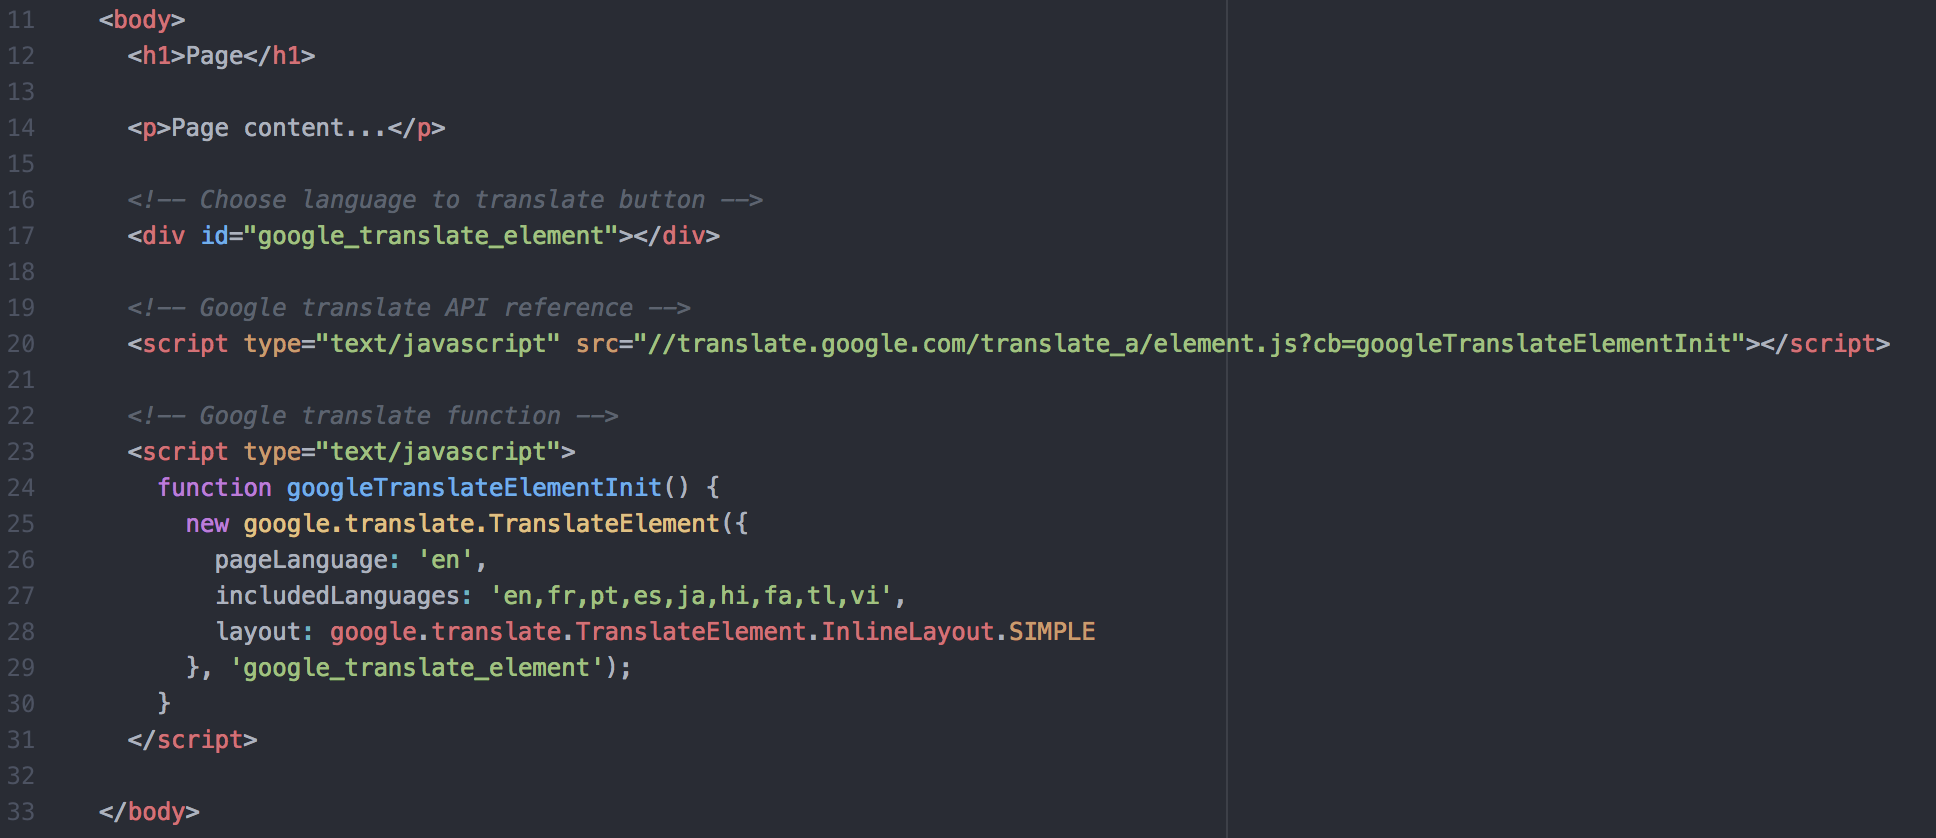 11 <body>
12 <h1>Page</h1>
13
14 <p>Page content...</p>
15
16 <!-- Choose language to translate button -->
17 <div id="google_translate_element"></div>
18
19 <!-- Google translate API reference -->
20 <script type="text/javascript" src="//translate.google.com/translate_a/element.js?cb=googleTranslateElementInit"></script>
21
22 <!-- Google translate function -->
23 <script type="text/javascript">
24 function googleTranslateElementInit() {
25 new google.translate.TranslateElement({
26 pageLanguage: 'en',
27 includedLanguages: 'en,fr,pt,es,ja,hi,fa,tl,vi',
28 layout: google.translate.TranslateElement.InlineLayout.SIMPLE
29 }, 'google_translate_element');
30 }
31 </script>
32
33 </body>